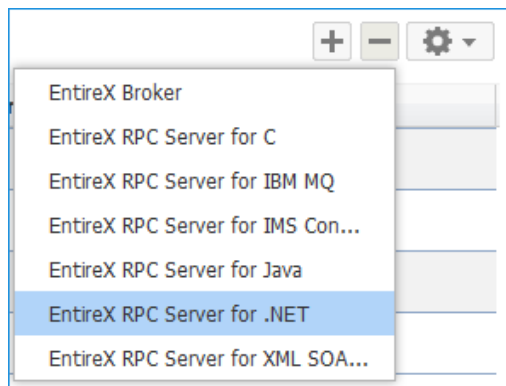 EntireX Broker
EntireX RPC Server for C
EntireX RPC Server for IBM MQ
EntireX RPC Server for IMS Con...
EntireX RPC Server for Java
EntireX RPC Server for .NET
EntireX RPC Server for XML SOA...